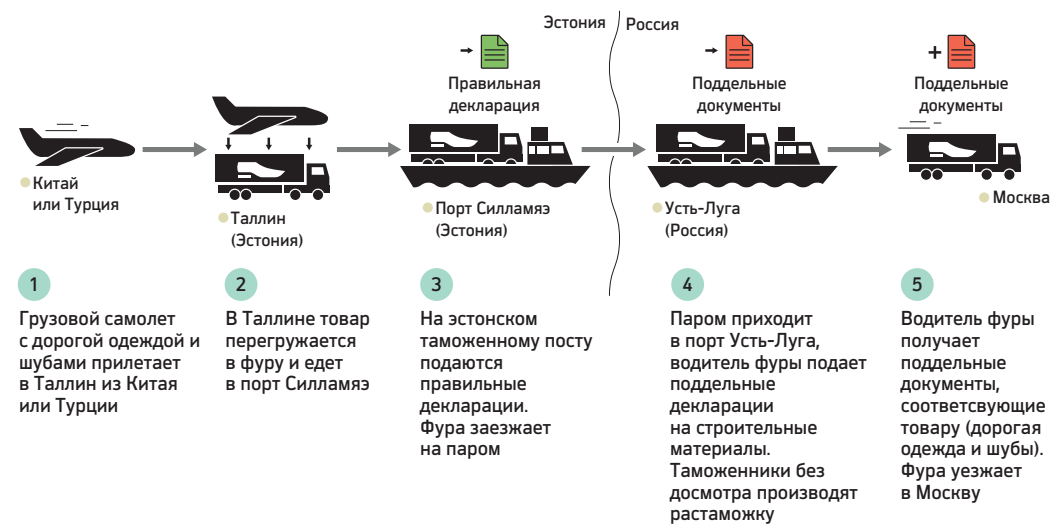 Эстония
Россия
Правильная
декларация
Поддельные
документы
Поддельные
документы
Китай
или Турция
Таллин
(Эстония)
Порт Силламяэ
(Эстония)
Усть-Луга
(Россия)
Москва
1
Грузовой самолет
с дорогой одеждой и
шубами прилетает
в Таллин из Китая
или Турции
2
В Таллине товар
перегружается
в фуру и едет
в порт Силламяэ
3
На эстонском
таможенному посту
подаются
правильные
декларации.
Фура заезжает
на паром
4
Паром приходит
в порт Усть-Луга,
водитель фуры подает
поддельные
декларации
на строительные
материалы.
Таможенники без
досмотра производят
растаможку
5
Водитель фуры
получает
поддельные
документы,
соответсвующие
товару (дорогая
одежда и шубы).
Фура уезжает
в Москву